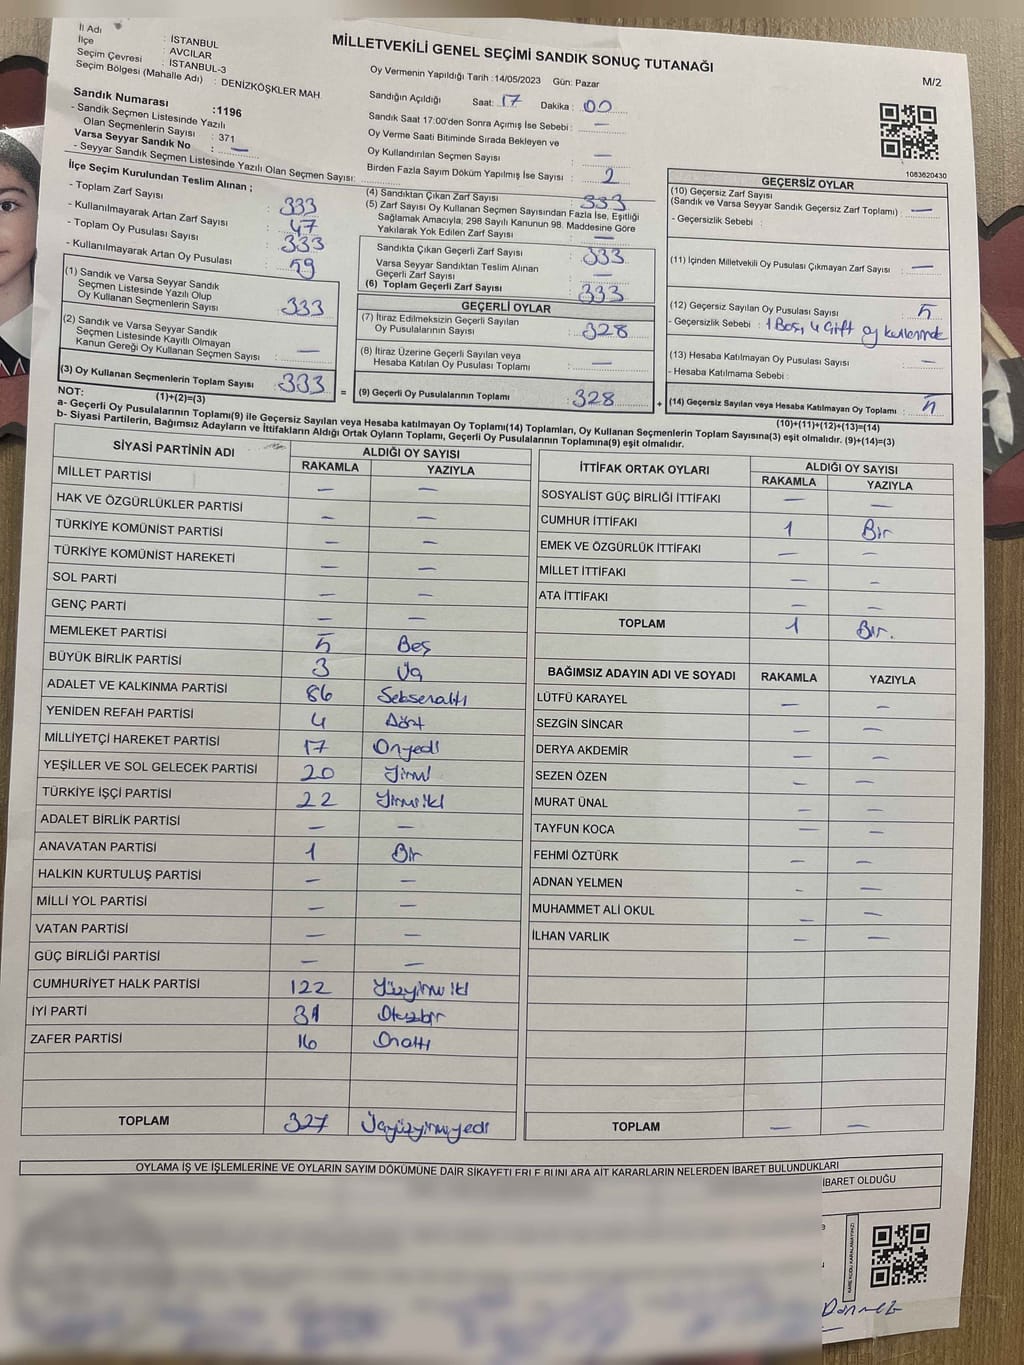 MİLLETVEKİLİ GENEL SEÇİMİ SANDIK SONUÇ TUTANAĞI
M/2
İl Adı : İSTANBUL
İlçe : AVCILAR
Seçim Çevresi : İSTANBUL-3
Seçim Bölgesi (Mahalle Adı) : DENİZKÖŞKLER MAH
Sandık Numarası :1196
- Sandık Seçmen Listesinde Yazılı
Olan Seçmenlerin Sayısı : 371
Varsa Seyyar Sandık No : —
- Seyyar Sandık Seçmen Listesinde Yazılı Olan Seçmen Sayısı:
Oy Vermenin Yapıldığı Tarih :14/05/2023 Gün: Pazar
Sandığın Açıldığı Saat: 17 Dakika : 00
Sandık Saat 17:00'den Sonra Açımış İse Sebebi : —
Oy Verme Saati Bitiminde Sırada Bekleyen ve
Oy Kullandırılan Seçmen Sayısı : —
Birden Fazla Sayım Döküm Yapılmış İse Sayısı : 2
1083620430
İlçe Seçim Kurulundan Teslim Alınan ;
- Toplam Zarf Sayısı : 333
- Kullanılmayarak Artan Zarf Sayısı : 47
- Toplam Oy Pusulası Sayısı : 333
- Kullanılmayarak Artan Oy Pusulası : 59
(1) Sandık ve Varsa Seyyar Sandık
Seçmen Listesinde Yazılı Olup
Oy Kullanan Seçmenlerin Sayısı : 333
(2) Sandık ve Varsa Seyyar Sandık
Seçmen Listesinde Kayıtlı Olmayan
Kanun Gereği Oy Kullanan Seçmen Sayısı : —
(3) Oy Kullanan Seçmenlerin Toplam Sayısı : 333
(1)+(2)=(3)
(4) Sandıktan Çıkan Zarf Sayısı : 333
(5) Zarf Sayısı Oy Kullanan Seçmen Sayısından Fazla İse, Eşitliği
Sağlamak Amacıyla, 298 Sayılı Kanunun 98. Maddesine Göre
Yakılarak Yok Edilen Zarf Sayısı : —
Sandıkta Çıkan Geçerli Zarf Sayısı : 333
Varsa Seyyar Sandıktan Teslim Alınan
Geçerli Zarf Sayısı : —
(6) Toplam Geçerli Zarf Sayısı : 333
GEÇERLİ OYLAR
(7) İtiraz Edilmeksizin Geçerli Sayılan
Oy Pusulalarının Sayısı : 328
(8) İtiraz Üzerine Geçerli Sayılan veya
Hesaba Katılan Oy Pusulası Toplamı : —
= (9) Geçerli Oy Pusulalarının Toplamı : 328
GEÇERSİZ OYLAR
(10) Geçersiz Zarf Sayısı
(Sandık ve Varsa Seyyar Sandık Geçersiz Zarf Toplamı) : —
- Geçersizlik Sebebi :
(11) İçinden Milletvekili Oy Pusulası Çıkmayan Zarf Sayısı : —
(12) Geçersiz Sayılan Oy Pusulası Sayısı : 5
- Geçersizlik Sebebi : 1 Boş, 4 Çift oy kullanmak
(13) Hesaba Katılmayan Oy Pusulası Sayısı : —
- Hesaba Katılmama Sebebi :
+ (14) Geçersiz Sayılan veya Hesaba Katılmayan Oy Toplamı : 5
(10)+(11)+(12)+(13)=(14)
NOT:
a- Geçerli Oy Pusulalarının Toplamı(9) ile Geçersiz Sayılan veya Hesaba Katılmayan Oy Toplamı(14) Toplamları, Oy Kullanan Seçmenlerin Toplam Sayısına(3) eşit olmalıdır. (9)+(14)=(3)
b- Siyasi Partilerin, Bağımsız Adayların ve İttifakların Aldığı Ortak Oyların Toplamı, Geçerli Oy Pusulalarının Toplamına(9) eşit olmalıdır.
SİYASİ PARTİNİN ADI ALDIĞI OY SAYISI
RAKAMLA YAZIYLA
MİLLET PARTİSİ — —
HAK VE ÖZGÜRLÜKLER PARTİSİ — —
TÜRKİYE KOMÜNİST PARTİSİ — —
TÜRKİYE KOMÜNİST HAREKETİ — —
SOL PARTİ — —
GENÇ PARTİ — —
MEMLEKET PARTİSİ 5 Beş
BÜYÜK BİRLİK PARTİSİ 3 Üç
ADALET VE KALKINMA PARTİSİ 86 Seksenaltı
YENİDEN REFAH PARTİSİ 4 Dört
MİLLİYETÇİ HAREKET PARTİSİ 17 Onyedi
YEŞİLLER VE SOL GELECEK PARTİSİ 20 Yirmi
TÜRKİYE İŞÇİ PARTİSİ 22 Yirmiiki
ADALET BİRLİK PARTİSİ — —
ANAVATAN PARTİSİ 1 Bir
HALKIN KURTULUŞ PARTİSİ — —
MİLLİ YOL PARTİSİ — —
VATAN PARTİSİ — —
GÜÇ BİRLİĞİ PARTİSİ — —
CUMHURİYET HALK PARTİSİ 122 Yüzyirmi iki
İYİ PARTİ 31 Otuzbir
ZAFER PARTİSİ 16 Onaltı
TOPLAM 327 Üçyüzyirmiyedi
İTTİFAK ORTAK OYLARI ALDIĞI OY SAYISI
RAKAMLA YAZIYLA
SOSYALİST GÜÇ BİRLİĞİ İTTİFAKI — —
CUMHUR İTTİFAKI 1 Bir
EMEK VE ÖZGÜRLÜK İTTİFAKI — —
MİLLET İTTİFAKI — —
ATA İTTİFAKI — —
TOPLAM 1 Bir.
BAĞIMSIZ ADAYIN ADI VE SOYADI RAKAMLA YAZIYLA
LÜTFÜ KARAYEL — —
SEZGİN SİNCAR — —
DERYA AKDEMİR — —
SEZEN ÖZEN — —
MURAT ÜNAL — —
TAYFUN KOCA — —
FEHMİ ÖZTÜRK — —
ADNAN YELMEN - —
MUHAMMET ALİ OKUL — —
İLHAN VARLIK — —
TOPLAM — —
OYLAMA İŞ VE İŞLEMLERİNE VE OYLARIN SAYIM DÖKÜMÜNE DAİR ŞİKAYETLER İLE BUNLARA AİT KARARLARIN NELERDEN İBARET BULUNDUKLARI
İBARET OLDUĞU
KARE KODU KARALAMAYINIZ!